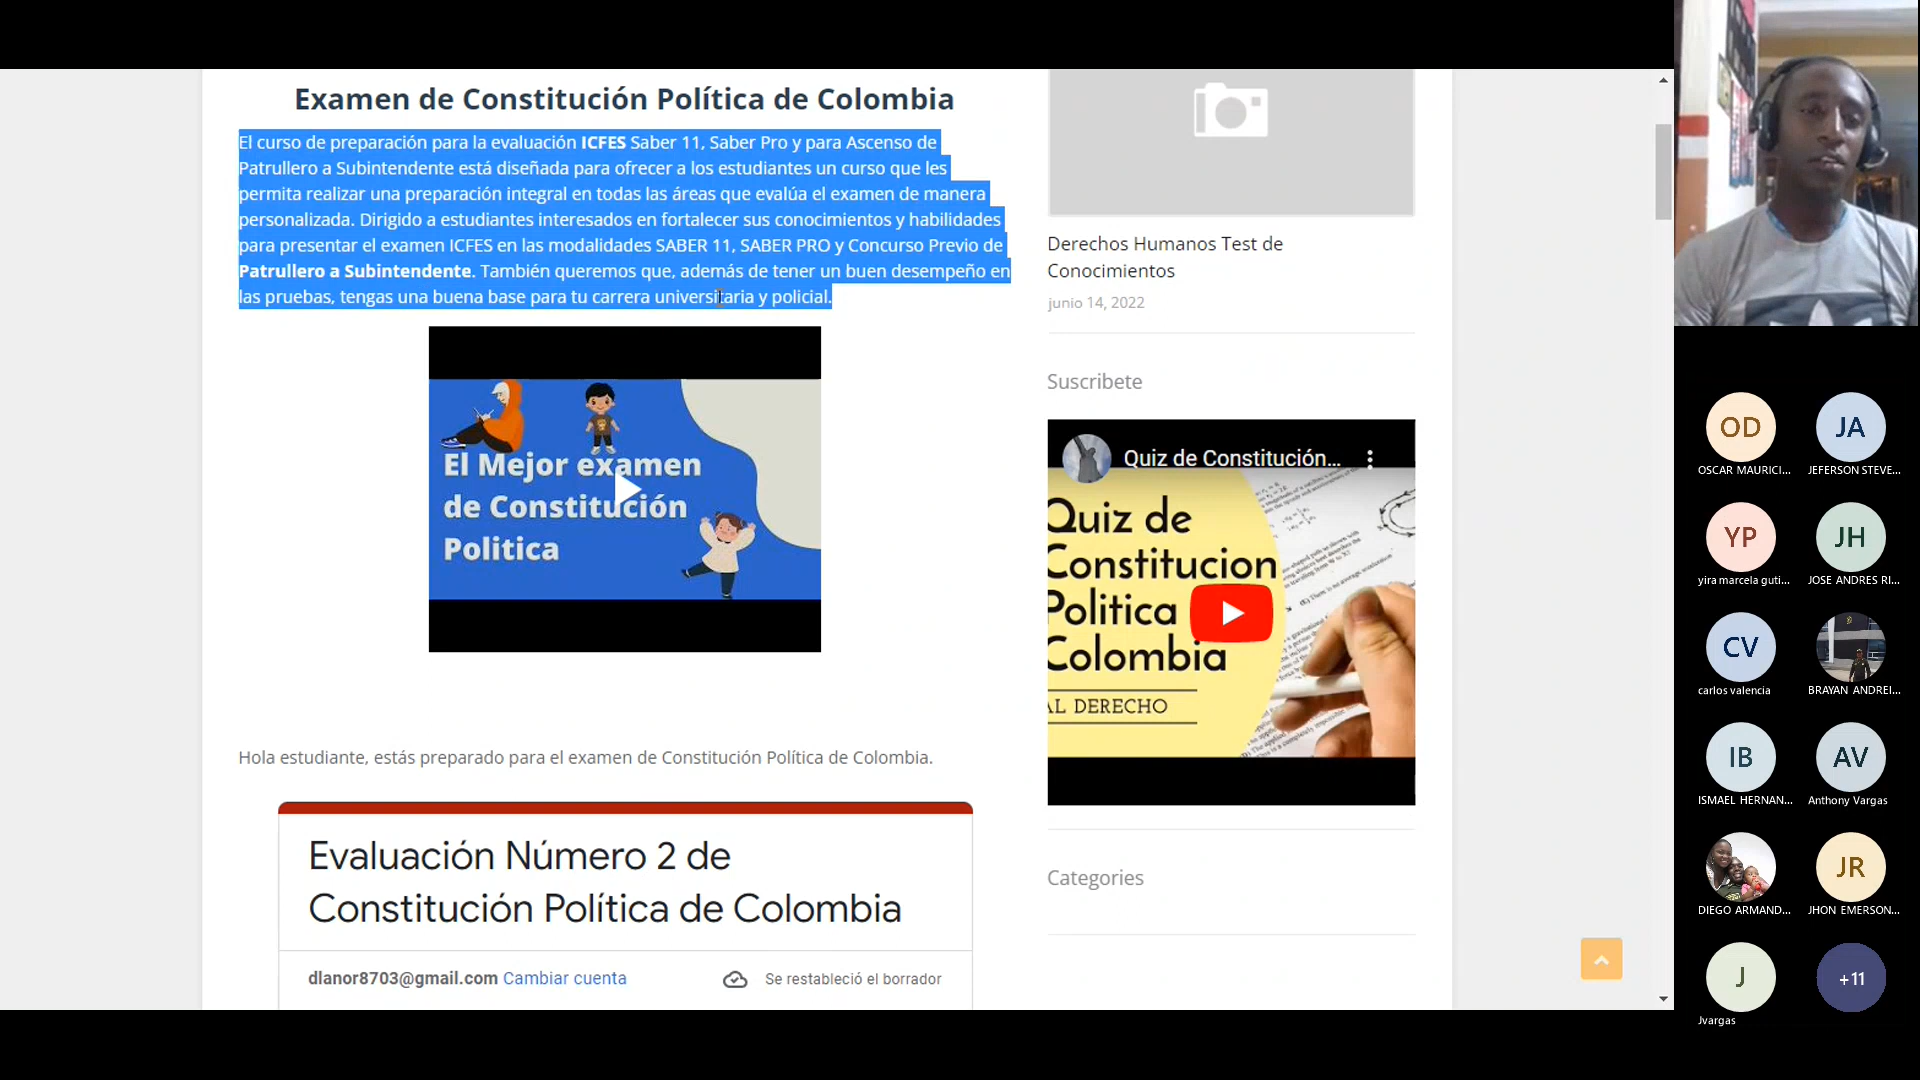 Examen de Constitución Política de Colombia
El curso de preparación para la evaluación ICFES Saber 11, Saber Pro y para Ascenso de
Patrullero a Subintendente está diseñada para ofrecer a los estudiantes un curso que les
permita realizar una preparación integral en todas las áreas que evalúa el examen de manera
personalizada. Dirigido a estudiantes interesados en fortalecer sus conocimientos y habilidades
para presentar el examen ICFES en las modalidades SABER 11, SABER PRO y Concurso Previo de
Patrullero a Subintendente. También queremos que, además de tener un buen desempeño en
las pruebas, tengas una buena base para tu carrera universitaria y policial.
El Mejor examen
de Constitución
Politica
Hola estudiante, estás preparado para el examen de Constitución Política de Colombia.
Evaluación Número 2 de
Constitución Política de Colombia
dlanor8703@gmail.com Cambiar cuenta
Se restableció el borrador
Derechos Humanos Test de
Conocimientos
junio 14, 2022
Suscribete
Quiz de Constitución...
Quiz de
Constitucion
Politica
Colombia
AL DERECHO
Categories
OD
OSCAR MAURICI...
JA
JEFERSON STEVE...
YP
yira marcela guti...
JH
JOSE ANDRES RI...
CV
carlos valencia
BRAYAN ANDREI...
IB
ISMAEL HERNAN...
AV
Anthony Vargas
DIEGO ARMAND...
JR
JHON EMERSON...
J
Jvargas
+11